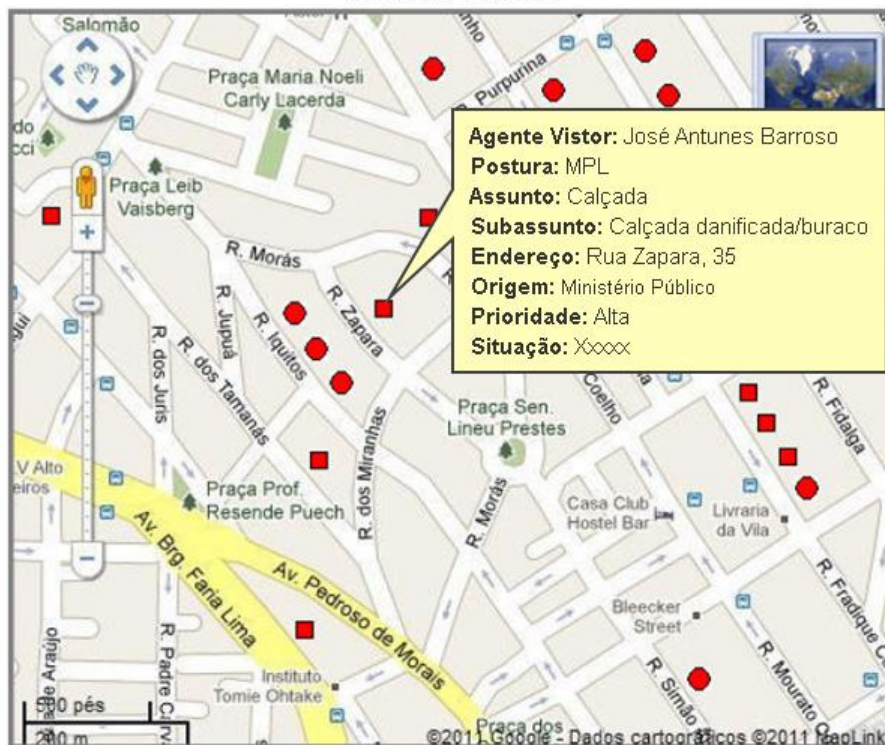 Salomão
Praça Maria Noeli
Carly Lacerda
Purpurina
Praça Leib
Vaisberg
Agente Vistor: José Antunes Barroso
Postura: MPL
Assunto: Calçada
Subassunto: Calçada danificada/buraco
Endereço: Rua Zapara, 35
Origem: Ministério Público
Prioridade: Alta
Situação: Xxxxx
R. Morás
R. Jupuá
R. Iquitos
R. Zapara
R. dos Juris
R. dos Tamanás
R. dos Miranhas
Praça Sen.
Lineu Prestes
Coelho
R. Fidalga
V Alto
Praça Prof.
Resende Puech
R. Morás
Casa Club
Hostel Bar
Livraria
da Vila
Av. Brg. Faria Lima
Av. Pedroso de Morais
R. Fradique
Bleecker
Street
R. Padre
de Araújo
Instituto
Tomie Ohtake
R. Simão
R. Mourato
500 pés
200 m
Praça dos
©2011 Google - Dados cartográficos ©2011 MapLink